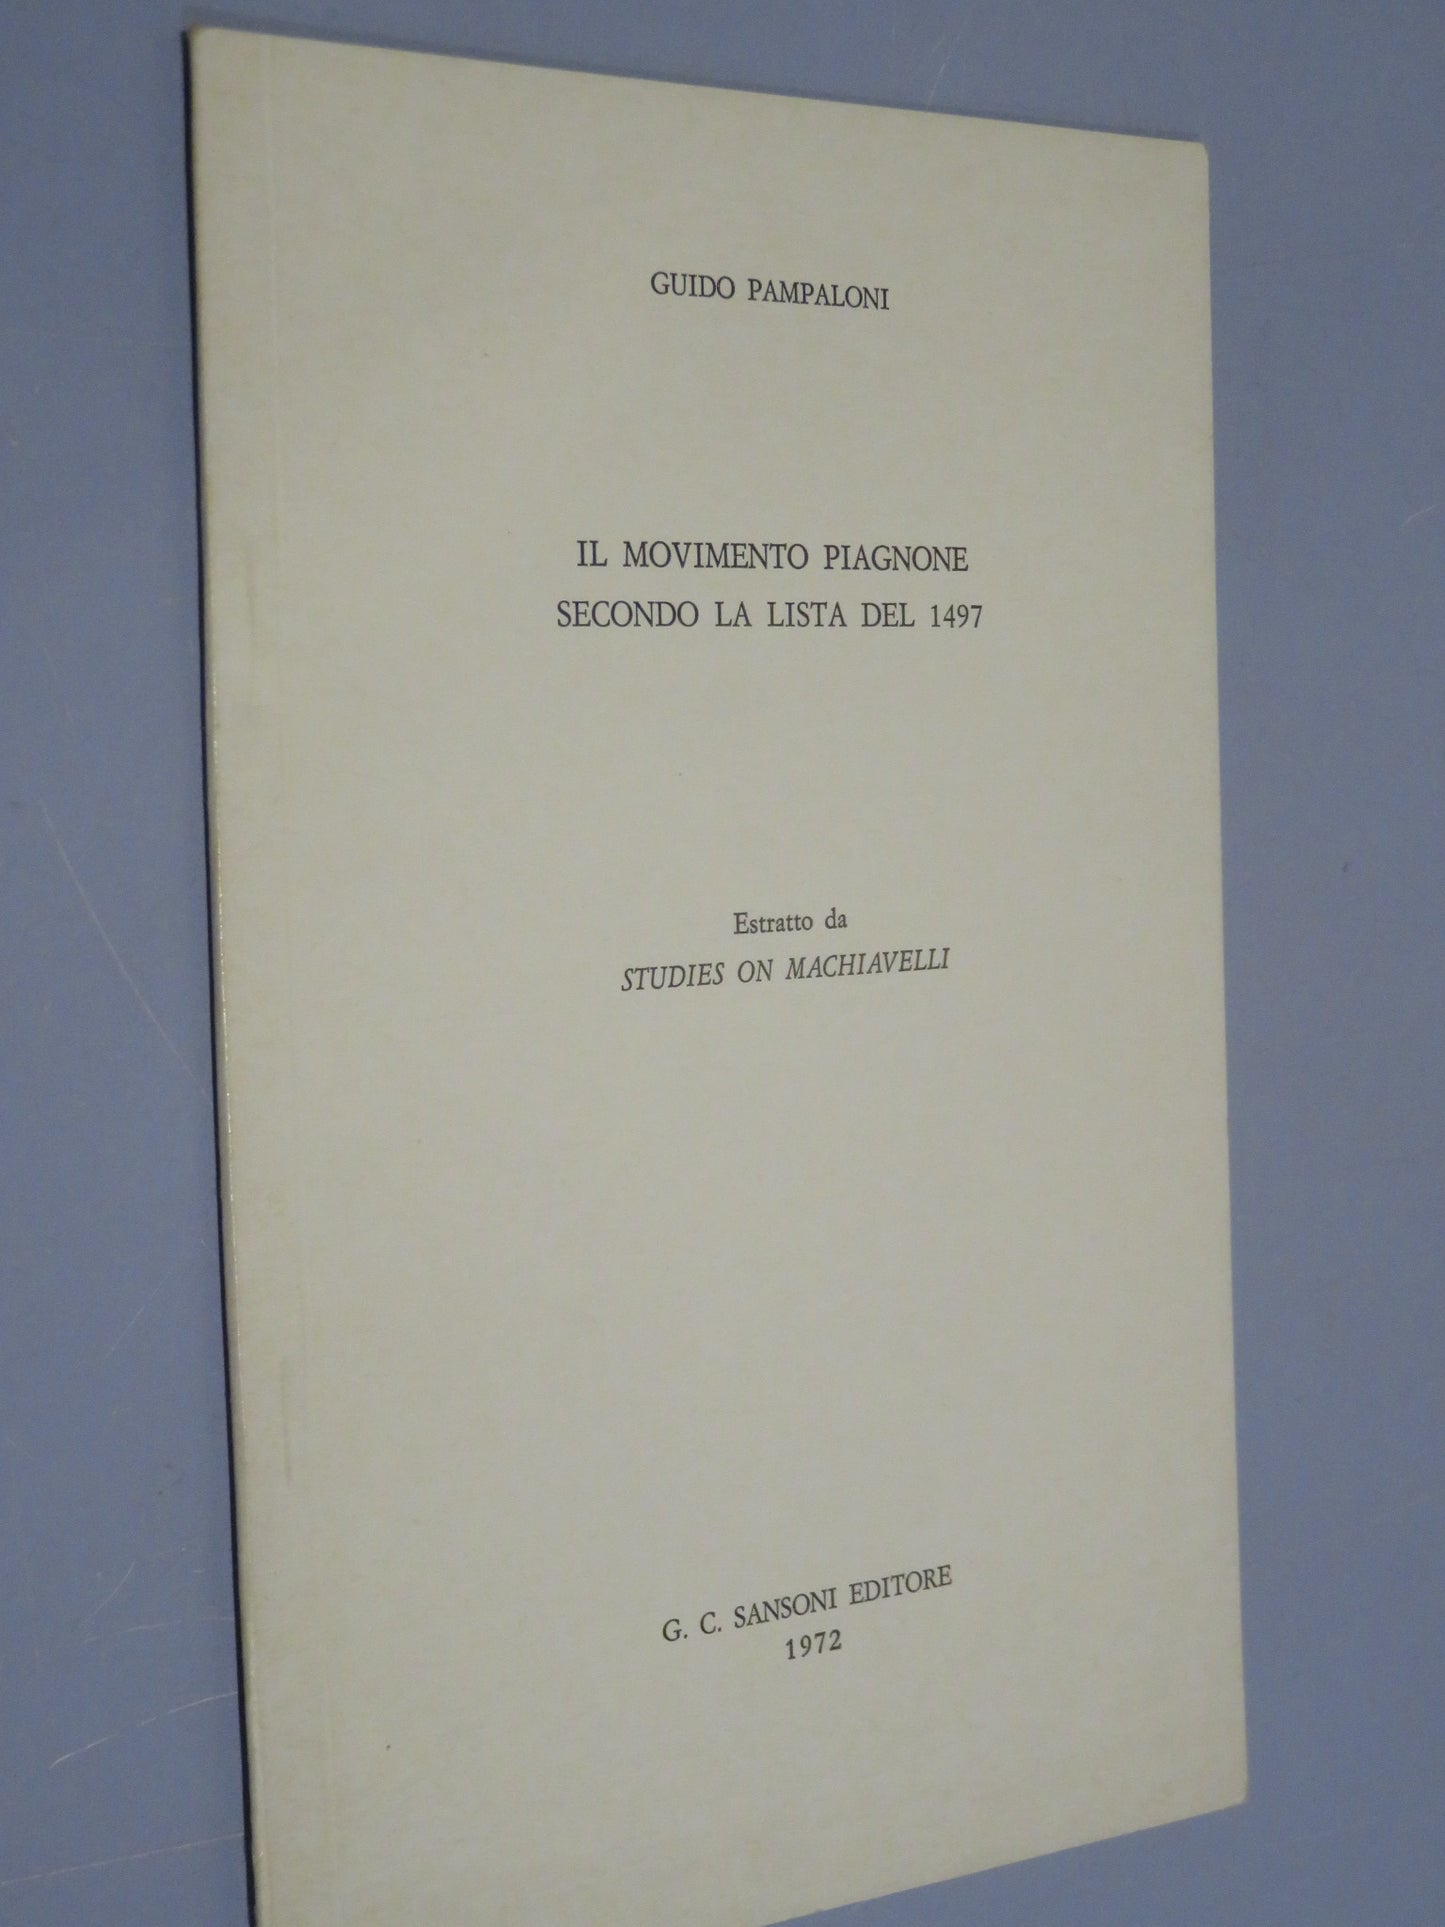 GUIDO PAMPALONI
IL MOVIMENTO PIAGNONE
SECONDO LA LISTA DEL 1497
Estratto da
STUDIES ON MACHIAVELLI
G. C. SANSONI EDITORE
1972